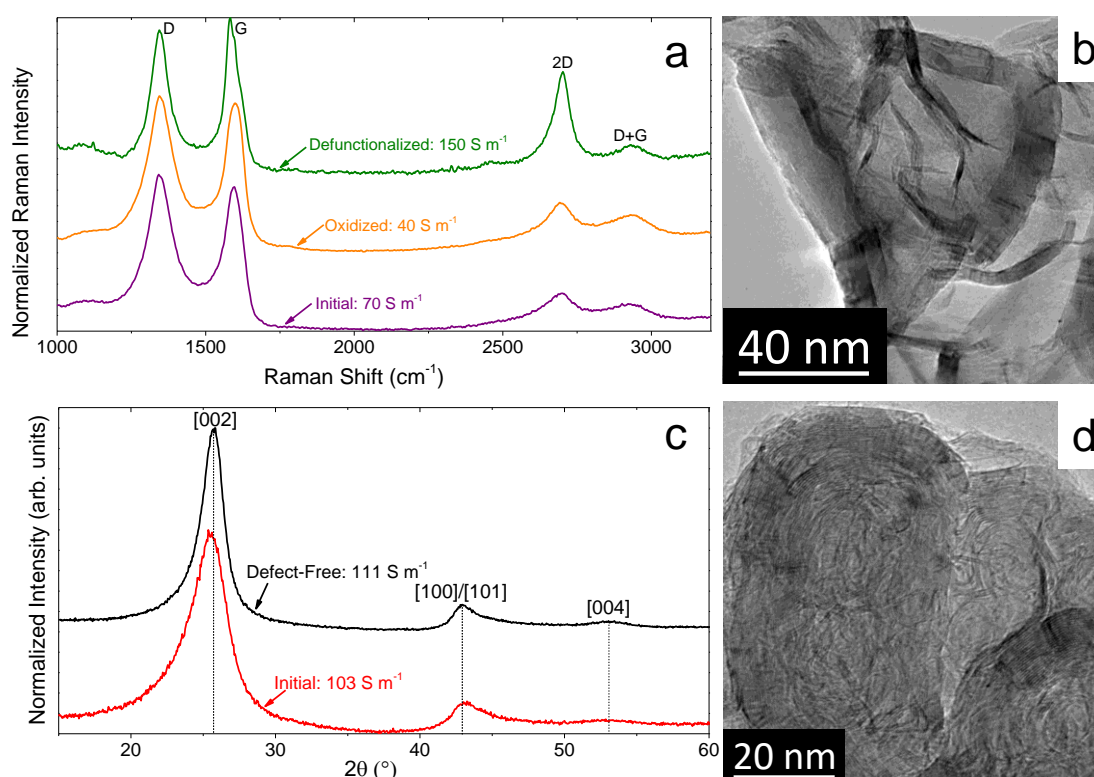 a
D
G
2D
D+G
Defunctionalized: 150 S m⁻¹
Oxidized: 40 S m⁻¹
Initial: 70 S m⁻¹
Normalized Raman Intensity
1000 1500 2000 2500 3000
Raman Shift (cm⁻¹)
b
40 nm
c
[002]
Defect-Free: 111 S m⁻¹
[100]/[101]
[004]
Initial: 103 S m⁻¹
Normalized Intensity (arb. units)
20 30 40 50 60
2θ (°)
d
20 nm